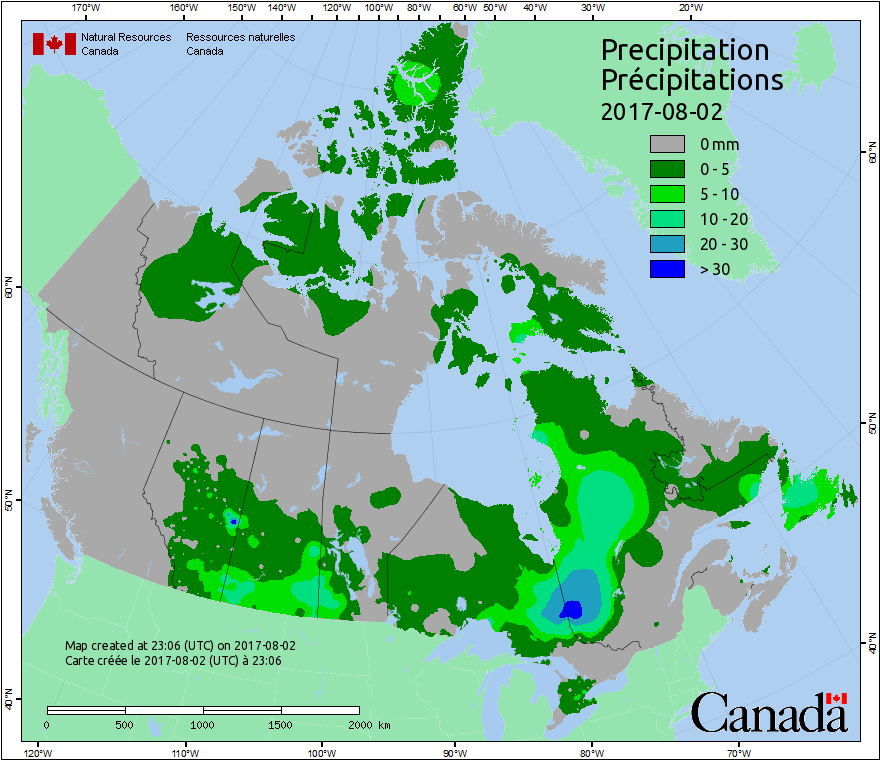 170°W 160°W 150°W 140°W 130°W 120°W 110°W 100°W 90°W 80°W 60°W 50°W 40°W 30°W 20°W
Natural Resources Ressources naturelles
Canada Canada
Precipitation
Précipitations
2017-08-02
0 mm
0 - 5
5 - 10
10 - 20
20 - 30
> 30
60°N
60°N
50°N
50°N
40°N
40°N
Map created at 23:06 (UTC) on 2017-08-02
Carte créée le 2017-08-02 (UTC) à 23:06
0 500 1000 1500 2000 km
Canada
120°W 110°W 100°W 90°W 80°W 70°W